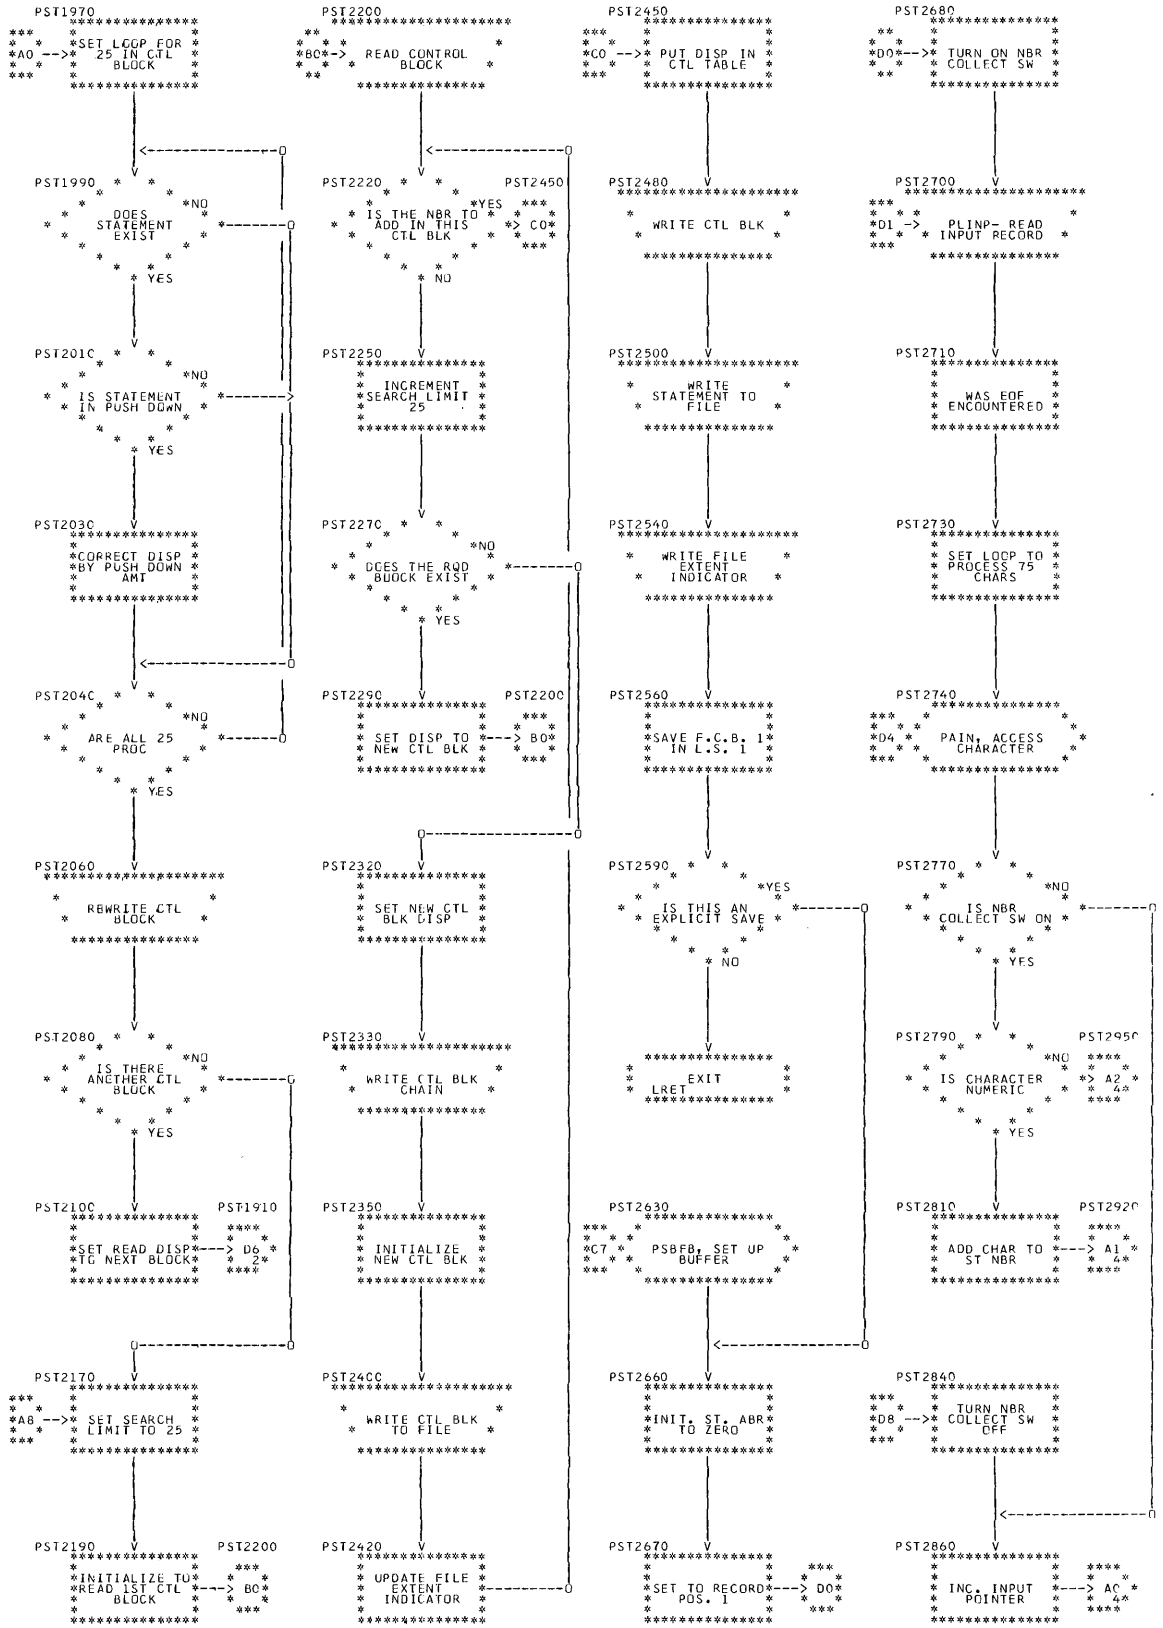 PST1970
A0
SET LOOP FOR
25 IN CTL
BLOCK
PST1990
DOES
STATEMENT
EXIST
NO
YES
PST2010
IS STATEMENT
IN PUSH DOWN
NO
YES
PST2030
CORRECT DISP
BY PUSH DOWN
AMT
PST2040
ARE ALL 25
PROC
NO
YES
PST2060
REWRITE CTL
BLOCK
PST2080
IS THERE
ANOTHER CTL
BLOCK
NO
YES
PST2100
SET READ DISP
TO NEXT BLOCK
PST1910
D6
2
PST2170
A8
SET SEARCH
LIMIT TO 25
PST2190
INITIALIZE TO
READ 1ST CTL
BLOCK
PST2200
B0
PST2200
B0
READ CONTROL
BLOCK
PST2220
IS THE NBR TO
ADD IN THIS
CTL BLK
YES
NO
PST2450
C0
PST2250
INCREMENT
SEARCH LIMIT
25
PST2270
DOES THE RQD
BUOCK EXIST
NO
YES
PST2290
SET DISP TO
NEW CTL BLK
PST2200
B0
PST2320
SET NEW CTL
BLK DISP
PST2330
WRITE CTL BLK
CHAIN
PST2350
INITIALIZE
NEW CTL BLK
PST2400
WRITE CTL BLK
TO FILE
PST2420
UPDATE FILE
EXTENT
INDICATOR
PST2450
C0
PUT DISP IN
CTL TABLE
PST2480
WRITE CTL BLK
PST2500
WRITE
STATEMENT TO
FILE
PST2540
WRITE FILE
EXTENT
INDICATOR
PST2560
SAVE F.C.B. 1
IN L.S. 1
PST2590
IS THIS AN
EXPLICIT SAVE
YES
NO
EXIT
LRET
PST2630
C7
PSBFB, SET UP
BUFFER
PST2660
INIT. ST. ABR
TO ZERO
PST2670
SET TO RECORD
POS. 1
D0
PST2680
D0
TURN ON NBR
COLLECT SW
PST2700
D1
PLINP- READ
INPUT RECORD
PST2710
WAS EOF
ENCOUNTERED
PST2730
SET LOOP TO
PROCESS 75
CHARS
PST2740
D4
PAIN, ACCESS
CHARACTER
PST2770
IS NBR
COLLECT SW ON
NO
YES
PST2790
IS CHARACTER
NUMERIC
NO
YES
PST2950
A2
4
PST2810
ADD CHAR TO
ST NBR
PST2920
A1
4
PST2840
D8
TURN NBR
COLLECT SW
OFF
PST2860
INC. INPUT
POINTER
A0
4